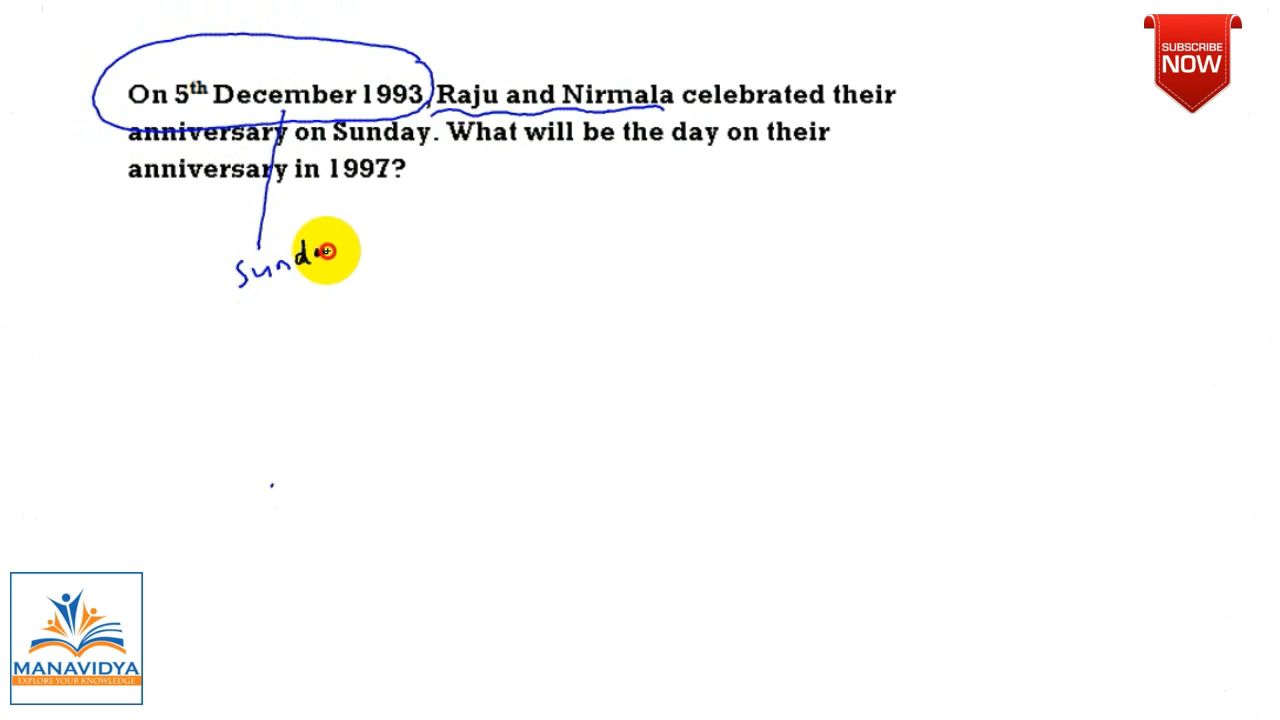 SUBSCRIBE
NOW
On 5th December 1993, Raju and Nirmala celebrated their
anniversary on Sunday. What will be the day on their
anniversary in 1997?
MANAVIDYA
EXPLORE YOUR KNOWLEDGE